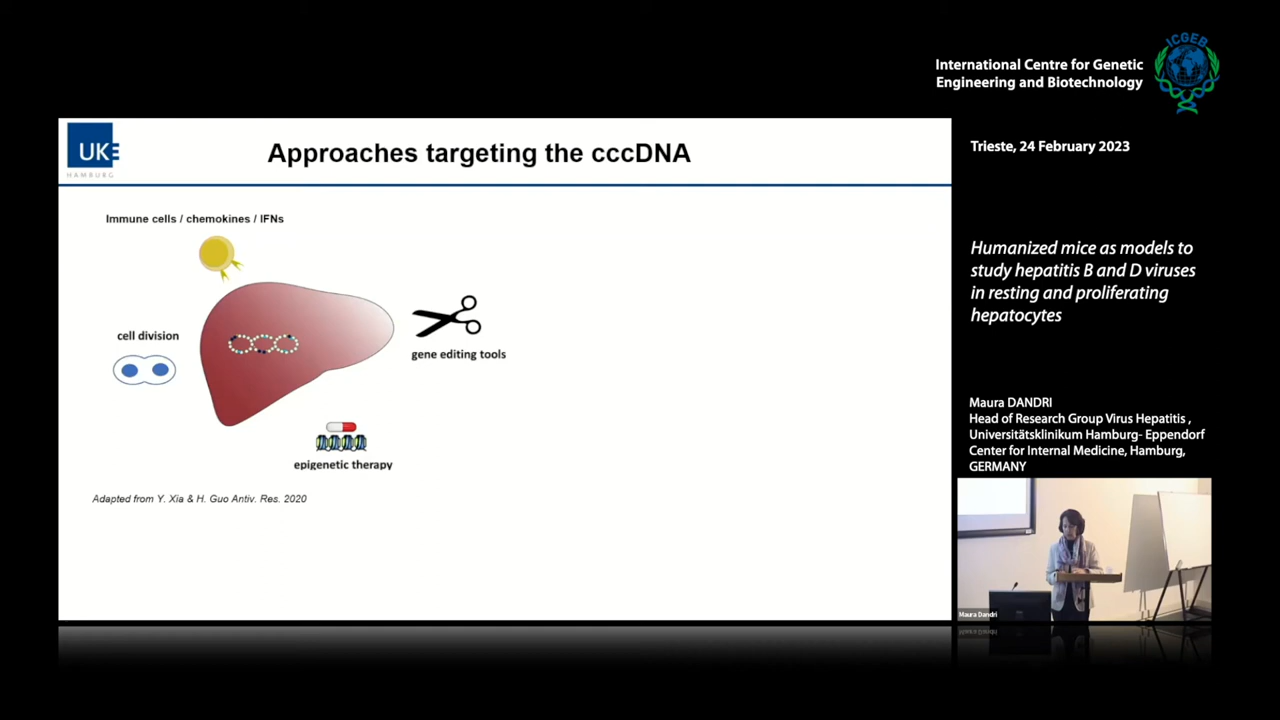 ICGEB
International Centre for Genetic
Engineering and Biotechnology
UKE
HAMBURG
Approaches targeting the cccDNA
Trieste, 24 February 2023
Immune cells / chemokines / IFNs
cell division
gene editing tools
epigenetic therapy
Adapted from Y. Xia & H. Guo Antiv. Res. 2020
Humanized mice as models to
study hepatitis B and D viruses
in resting and proliferating
hepatocytes
Maura DANDRI
Head of Research Group Virus Hepatitis ,
Universitätsklinikum Hamburg- Eppendorf
Center for Internal Medicine, Hamburg,
GERMANY
Maura Dandri